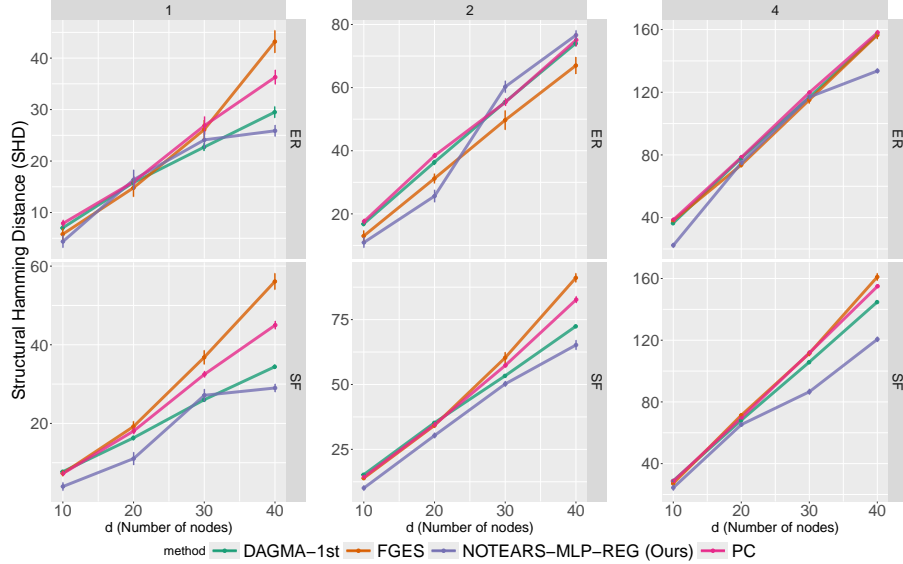 1 2 4
Structural Hamming Distance (SHD)
40
30
20
10
ER
80
60
40
20
ER
160
120
80
40
ER
60
40
20
SF
75
50
25
SF
160
120
80
40
SF
10 20 30 40 10 20 30 40 10 20 30 40
d (Number of nodes) d (Number of nodes) d (Number of nodes)
method DAGMA−1st FGES NOTEARS−MLP−REG (Ours) PC